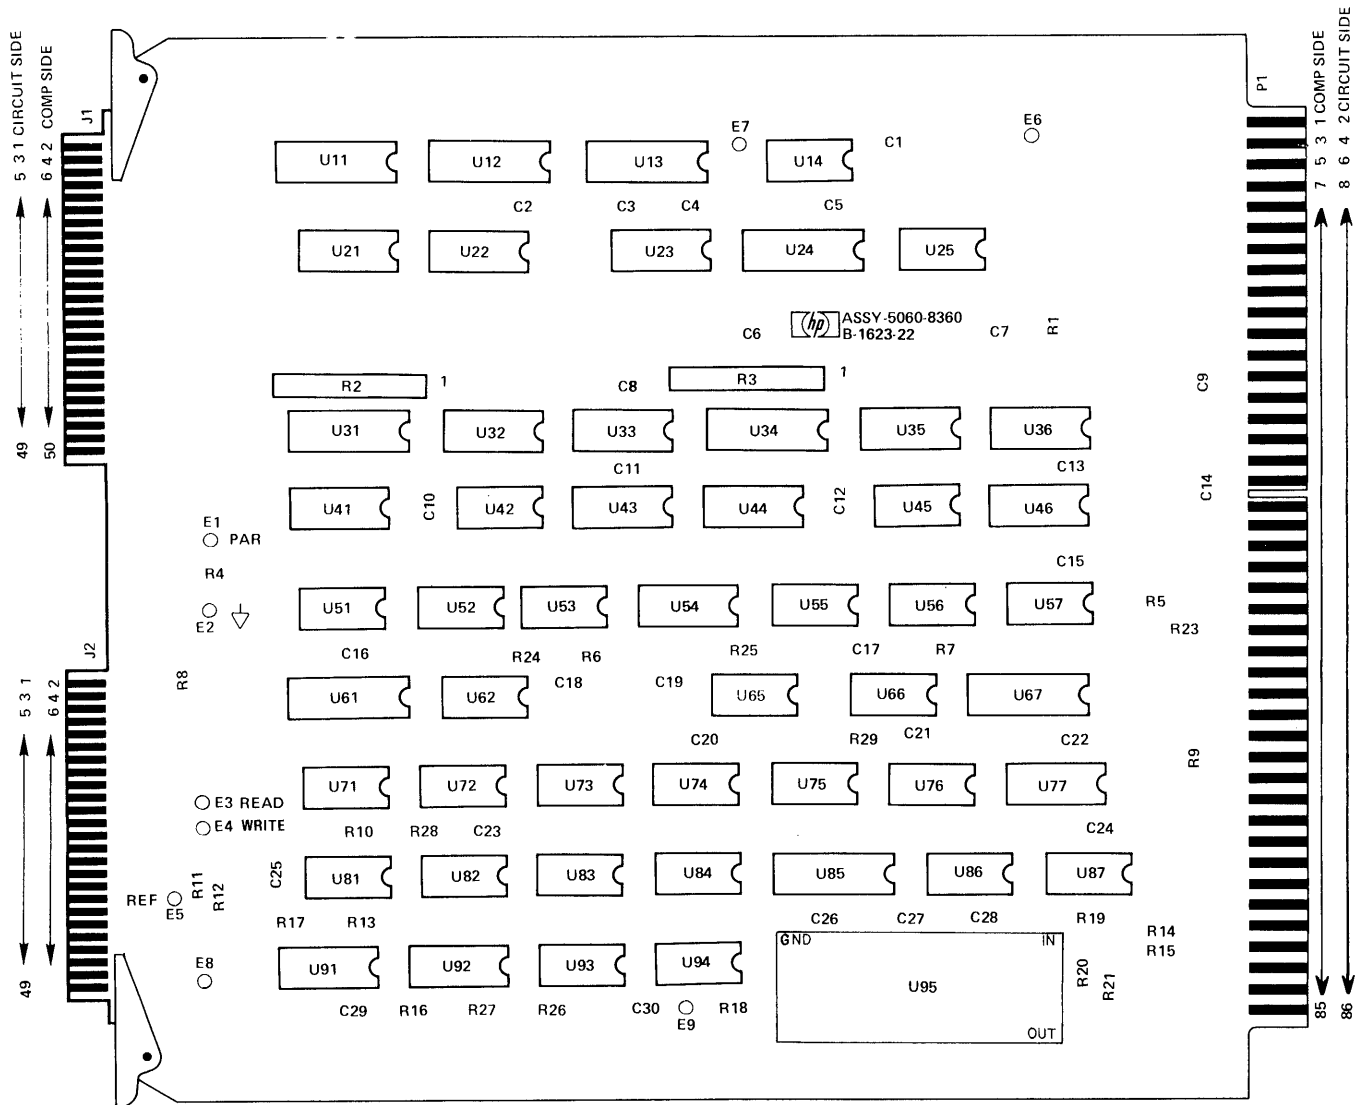 5 3 1 CIRCUIT SIDE
6 4 2 COMP SIDE
J1
49
50
P1
7 5 3 1 COMP SIDE
8 6 4 2 CIRCUIT SIDE
85
86
E7
E6
U11 U12 U13 U14 C1
C2 C3 C4 C5
U21 U22 U23 U24 U25
hp ASSY-5060-8360
B-1623-22
C6 C7 R1
R2 1 C8 R3 1 C9
U31 U32 U33 U34 U35 U36
C11 C13
C14
U41 C10 U42 U43 U44 C12 U45 U46
E1
PAR
C15
R4
E2
U51 U52 U53 U54 U55 U56 U57 R5
R23
C16 R24 R6 R25 C17 R7
J2
5 3 1
6 4 2
49
R8 U61 U62 C18 C19 U65 U66 U67
C20 R29 C21 C22
R9
U71 U72 U73 U74 U75 U76 U77
E3 READ
E4 WRITE
R10 R28 C23 C24
C25 U81 U82 U83 U84 U85 U86 U87
REF E5 R11 R12
R17 R13 C26 C27 C28 R19
R14
R15
GND IN
E8 U91 U92 U93 U94 U95 R20 R21
OUT
C29 R16 R27 R26 C30 E9 R18